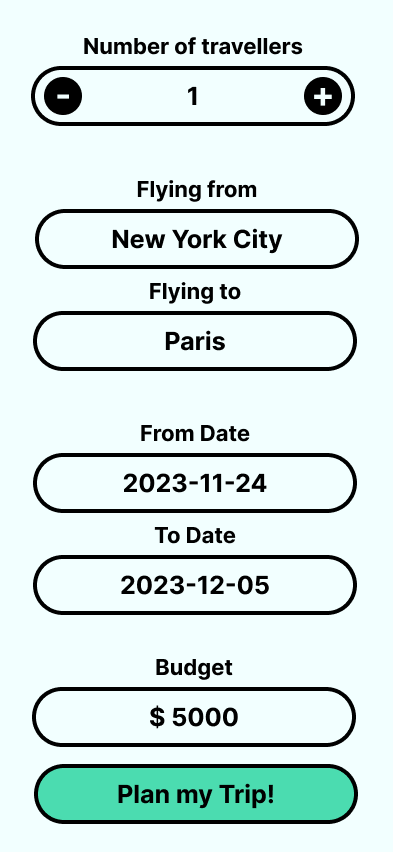 Number of travellers
- 1 +
Flying from
New York City
Flying to
Paris
From Date
2023-11-24
To Date
2023-12-05
Budget
$ 5000
Plan my Trip!